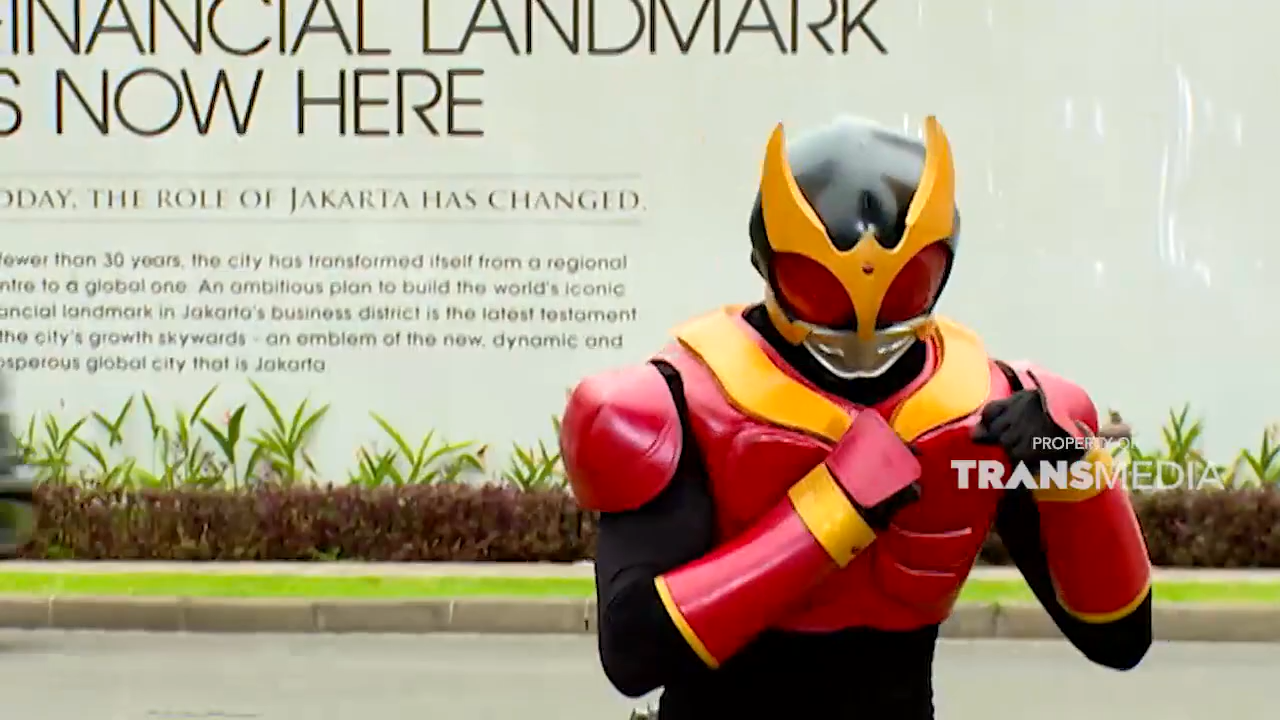 FINANCIAL LANDMARK
S NOW HERE
ODAY, THE ROLE OF JAKARTA HAS CHANGED.
fewer than 30 years, the city has transformed itself from a regional
ntre to a global one. An ambitious plan to build the world's iconic
ancial landmark in Jakarta's business district is the latest testament
the city's growth skywards - an emblem of the new, dynamic and
osperous global city that is Jakarta
PROPERTY OF
TRANSMEDIA